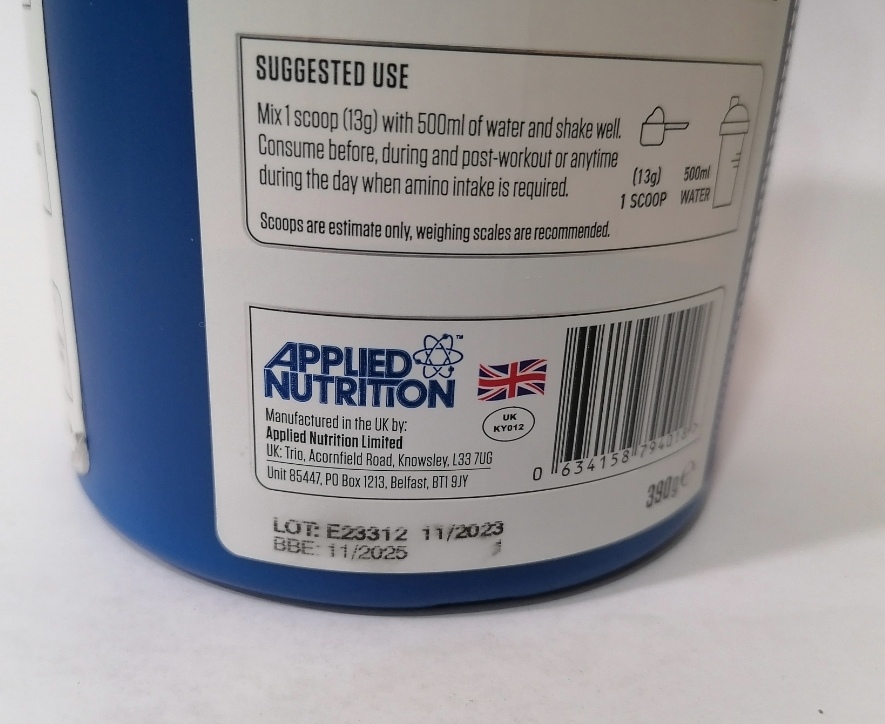 SUGGESTED USE
Mix 1 scoop (13g) with 500ml of water and shake well.
Consume before, during and post-workout or anytime
during the day when amino intake is required.
Scoops are estimate only, weighing scales are recommended.
(13g)
1 SCOOP
500ml
WATER
APPLIED
NUTRITION
TM
Manufactured in the UK by:
Applied Nutrition Limited
UK: Trio, Acornfield Road, Knowsley, L33 7UG
Unit 85447, PO Box 1213, Belfast, BT1 9JY
UK
KY012
0 634158 
390g e
LOT: E23312 11/2023
BBE: 11/2025